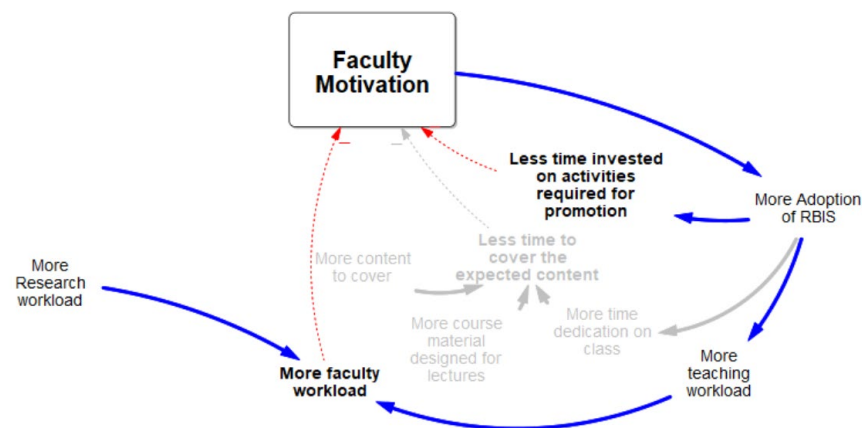 Faculty
Motivation
Less time invested
on activities
required for
promotion
More Adoption
of RBIS
Less time to
cover the
expected content
More content
to cover
More
Research
workload
More time
dedication on
class
More course
material
designed for
lectures
More
teaching
workload
More faculty
workload